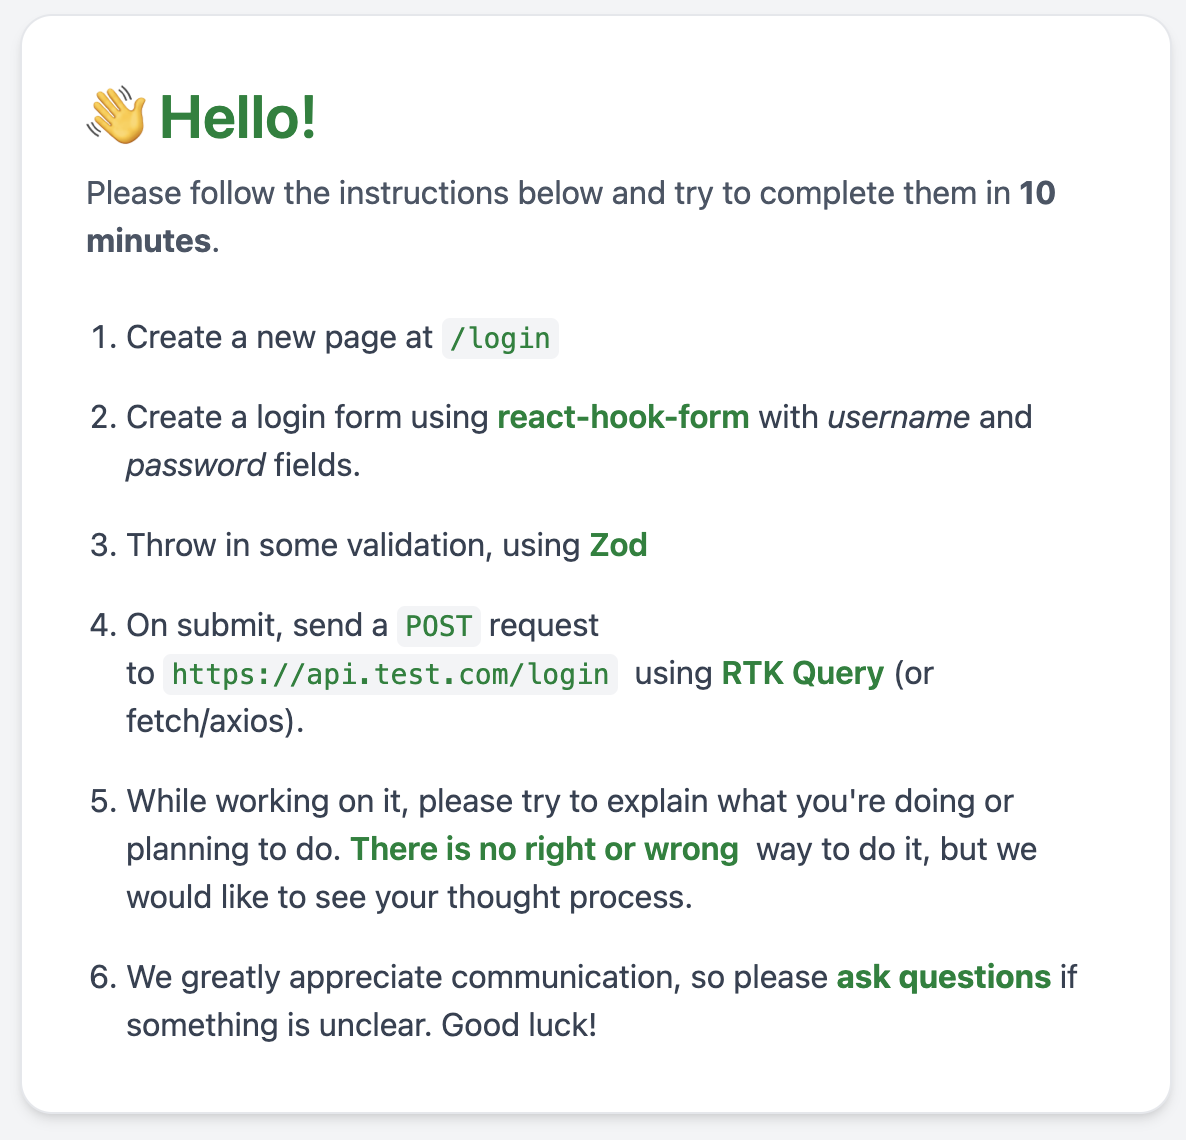 👋 Hello!
Please follow the instructions below and try to complete them in 10
minutes.
1. Create a new page at /login
2. Create a login form using react-hook-form with username and
password fields.
3. Throw in some validation, using Zod
4. On submit, send a POST request
to https://api.test.com/login using RTK Query (or
fetch/axios).
5. While working on it, please try to explain what you're doing or
planning to do. There is no right or wrong way to do it, but we
would like to see your thought process.
6. We greatly appreciate communication, so please ask questions if
something is unclear. Good luck!